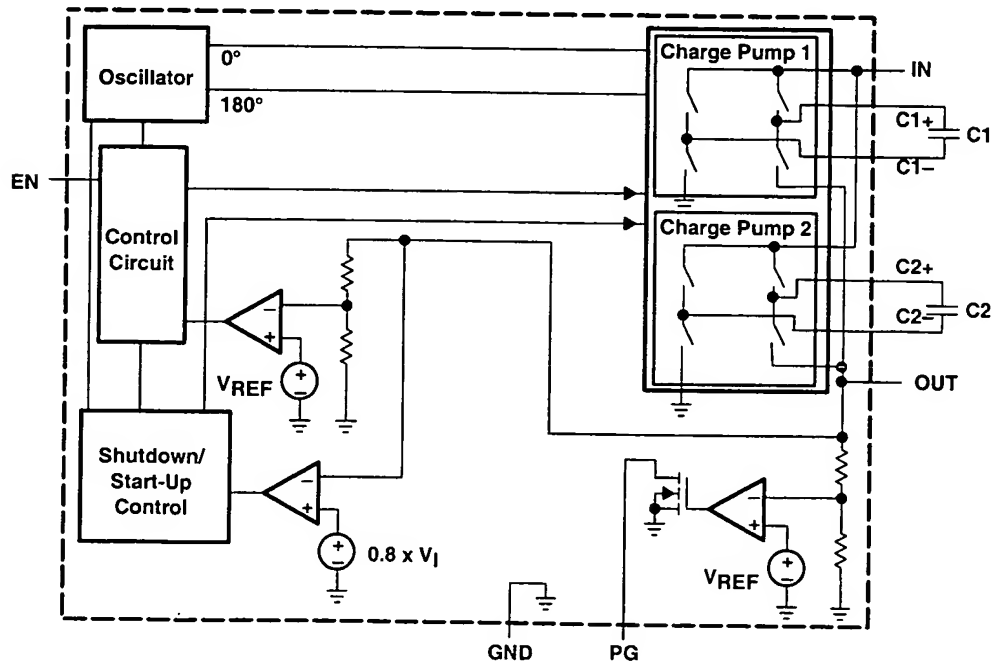 Oscillator
0°
180°
Charge Pump 1
IN
C1+
C1
C1–
EN
Control
Circuit
Charge Pump 2
C2+
C2
C2–
VREF
OUT
Shutdown/
Start-Up
Control
0.8 x VI
VREF
GND
PG